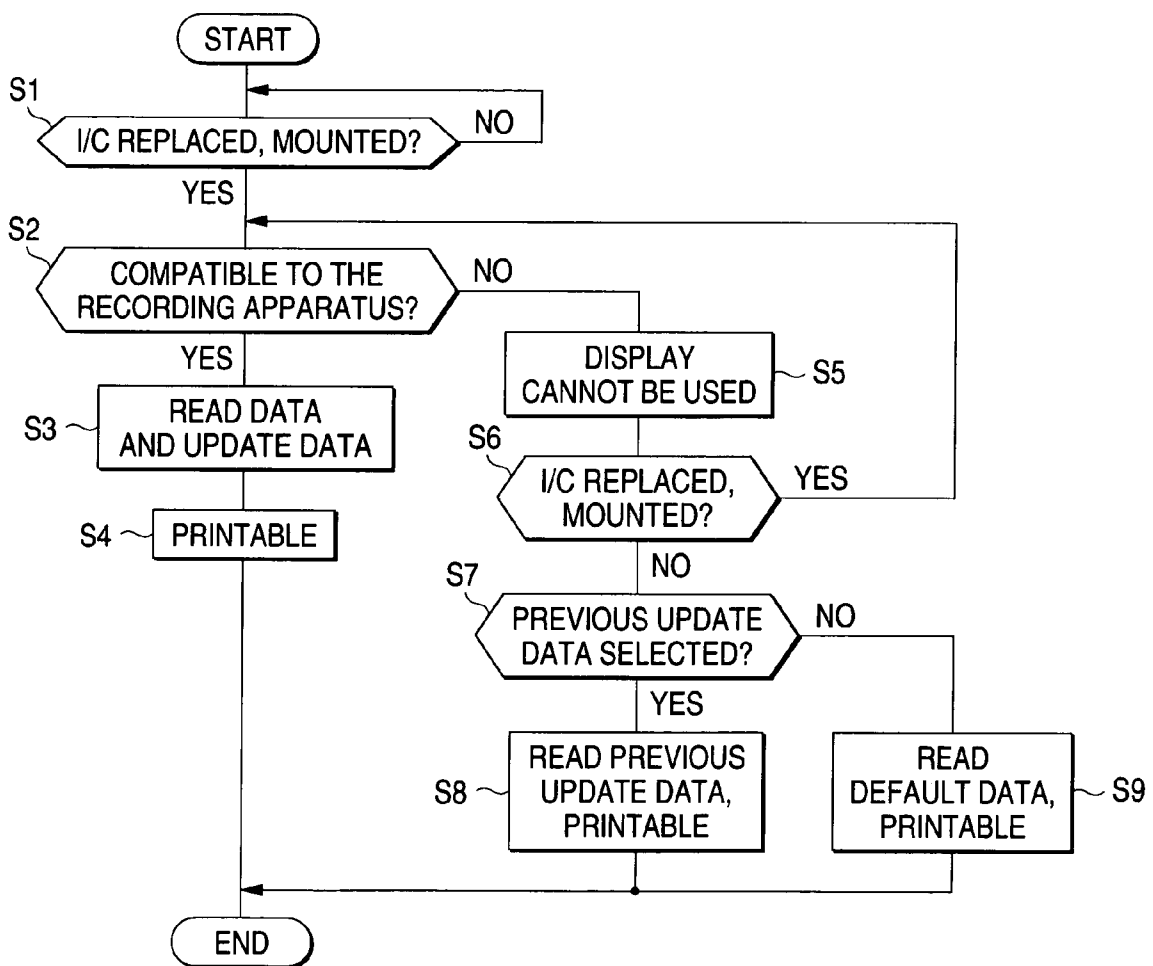 START
S1
I/C REPLACED, MOUNTED?
NO
YES
S2
COMPATIBLE TO THE
RECORDING APPARATUS?
NO
YES
S3
READ DATA
AND UPDATE DATA
S4
PRINTABLE
DISPLAY
CANNOT BE USED
S5
S6
I/C REPLACED,
MOUNTED?
YES
NO
S7
PREVIOUS UPDATE
DATA SELECTED?
NO
YES
S8
READ PREVIOUS
UPDATE DATA,
PRINTABLE
READ
DEFAULT DATA,
PRINTABLE
S9
END